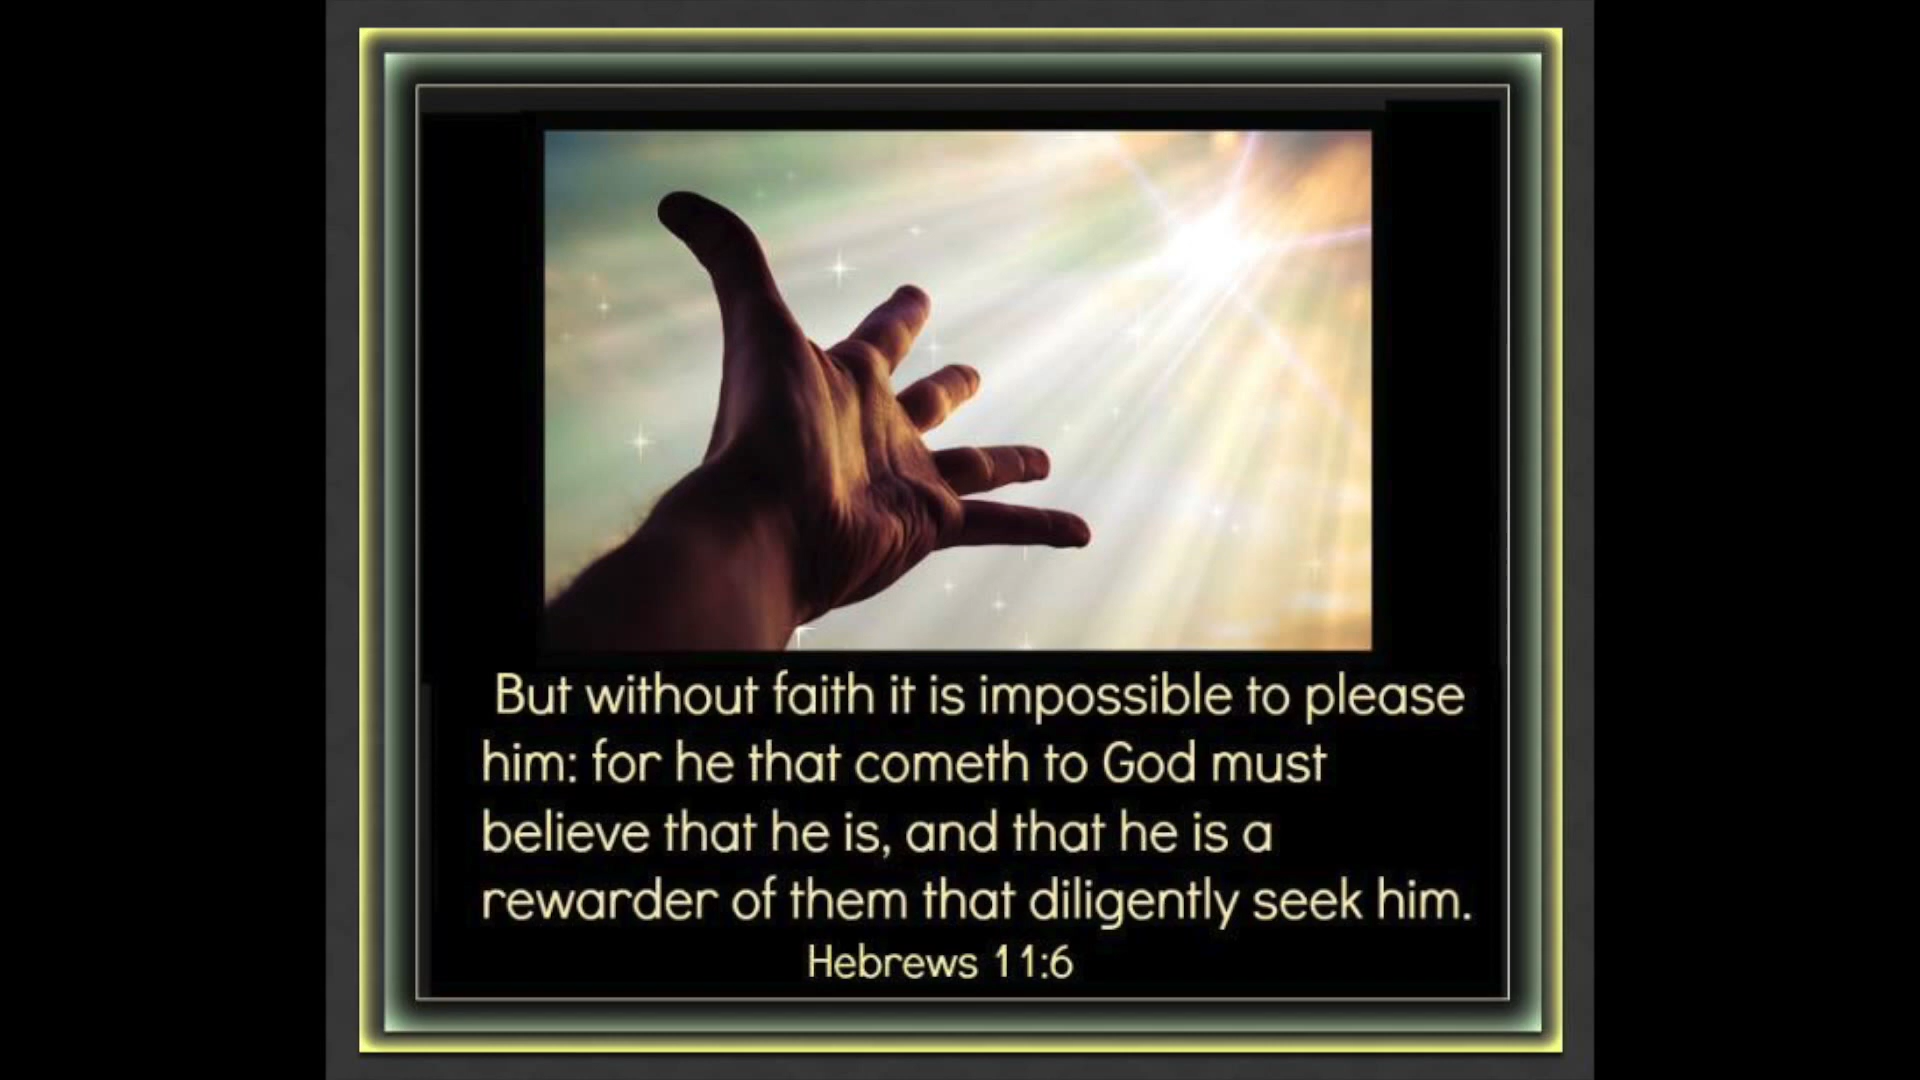 But without faith it is impossible to please
him: for he that cometh to God must
believe that he is, and that he is a
rewarder of them that diligently seek him.
Hebrews 11:6